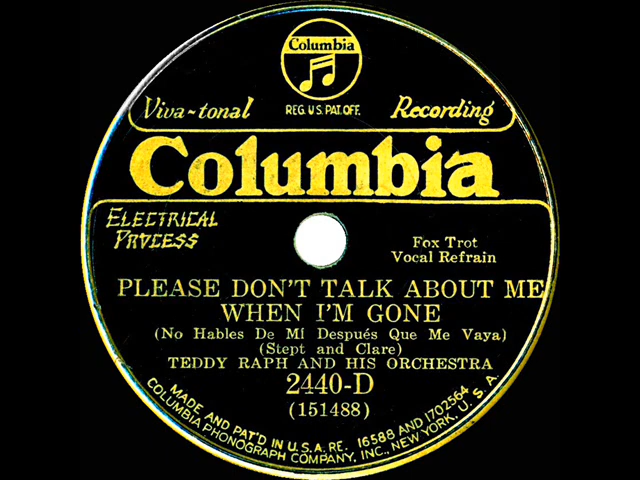 Columbia
REG. U.S. PAT. OFF.
Viva-tonal Recording
Columbia
ELECTRICAL
PROCESS
Fox Trot
Vocal Refrain
PLEASE DON'T TALK ABOUT ME
WHEN I'M GONE
(No Hables De Mí Después Que Me Vaya)
(Stept and Clare)
TEDDY RAPH AND HIS ORCHESTRA
2440-D
(151488)
MADE AND PAT'D IN U.S.A. RE. 16588 AND 1702564
COLUMBIA PHONOGRAPH COMPANY, INC., NEW YORK, U. S. A.